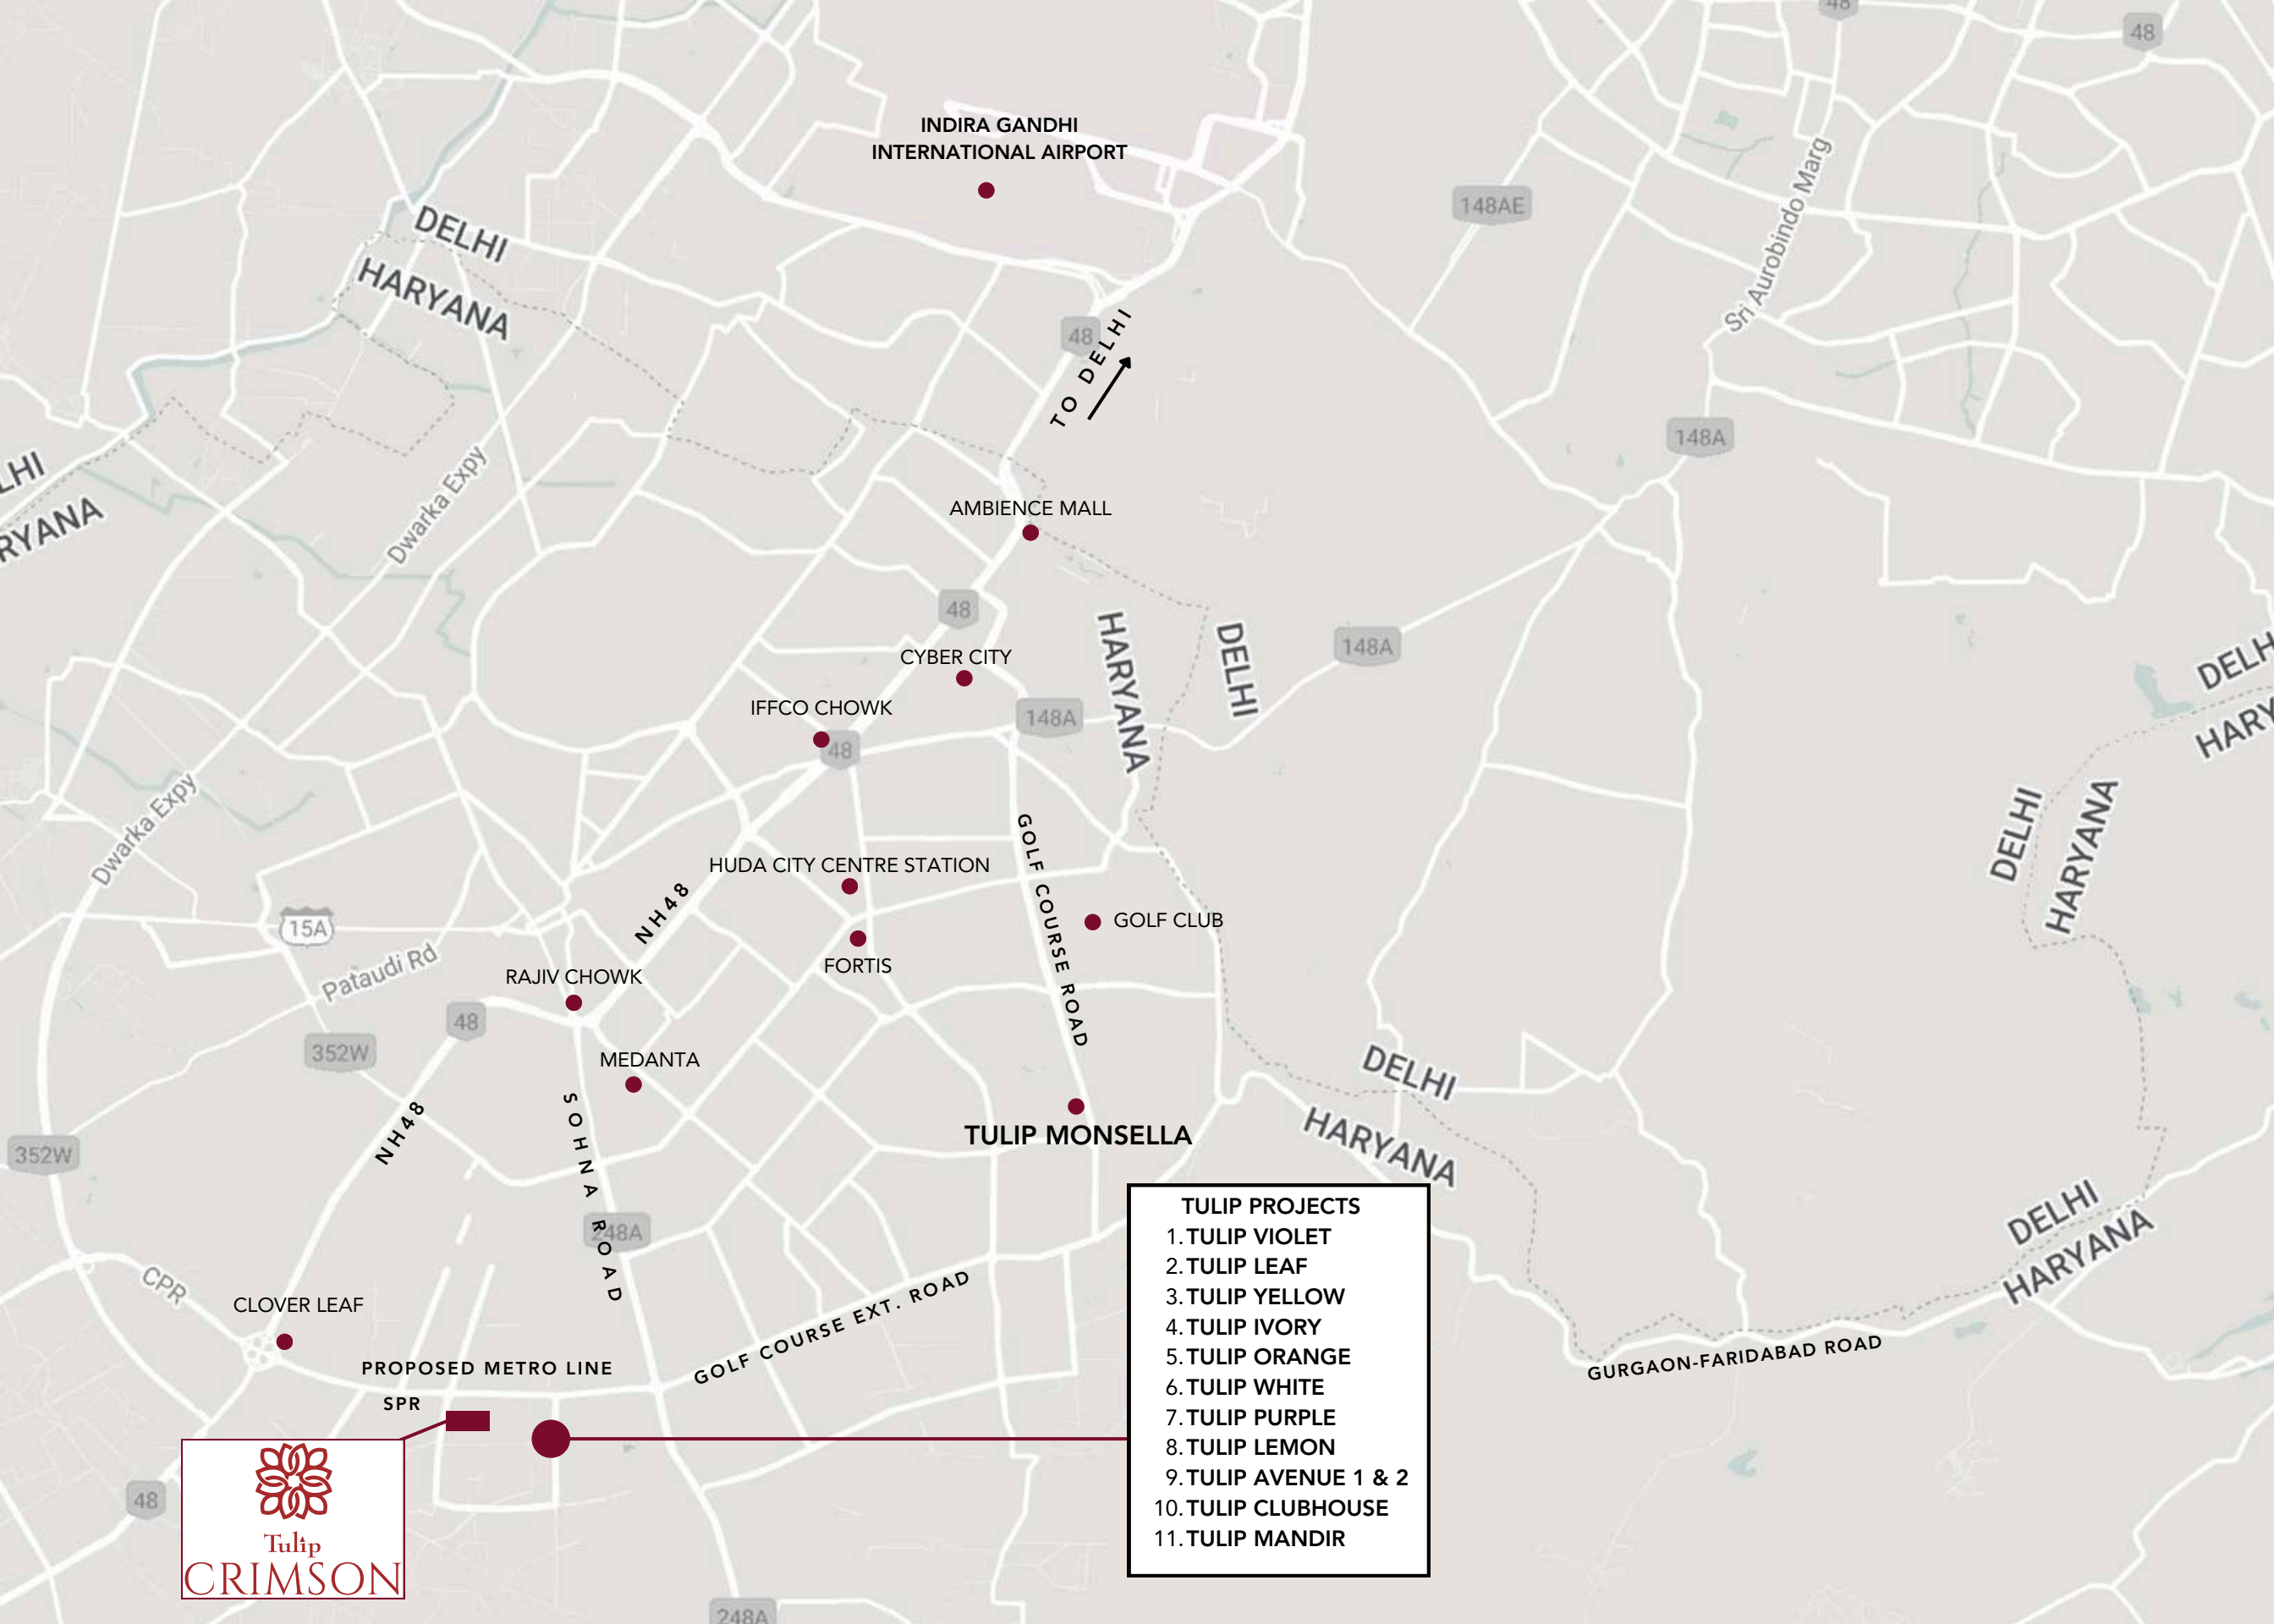 48
48
INDIRA GANDHI
INTERNATIONAL AIRPORT
148AE
Sri Aurobindo Marg
DELHI
HARYANA
48
TO DELHI
148A
LHI
RYANA
Dwarka Expy
AMBIENCE MALL
48
HARYANA
DELHI
148A
DELH
HARY
CYBER CITY
IFFCO CHOWK
48
148A
Dwarka Expy
DELHI
HARYANA
GOLF COURSE ROAD
HUDA CITY CENTRE STATION
NH48
GOLF CLUB
15A
Pataudi Rd
FORTIS
RAJIV CHOWK
48
352W
MEDANTA
DELHI
HARYANA
NH48
SOHNA ROAD
TULIP MONSELLA
352W
248A
DELHI
HARYANA
CPR
CLOVER LEAF
GOLF COURSE EXT. ROAD
GURGAON-FARIDABAD ROAD
PROPOSED METRO LINE
SPR
TULIP PROJECTS
1. TULIP VIOLET
2. TULIP LEAF
3. TULIP YELLOW
4. TULIP IVORY
5. TULIP ORANGE
6. TULIP WHITE
7. TULIP PURPLE
8. TULIP LEMON
9. TULIP AVENUE 1 & 2
10. TULIP CLUBHOUSE
11. TULIP MANDIR
48
Tulip
CRIMSON
248A